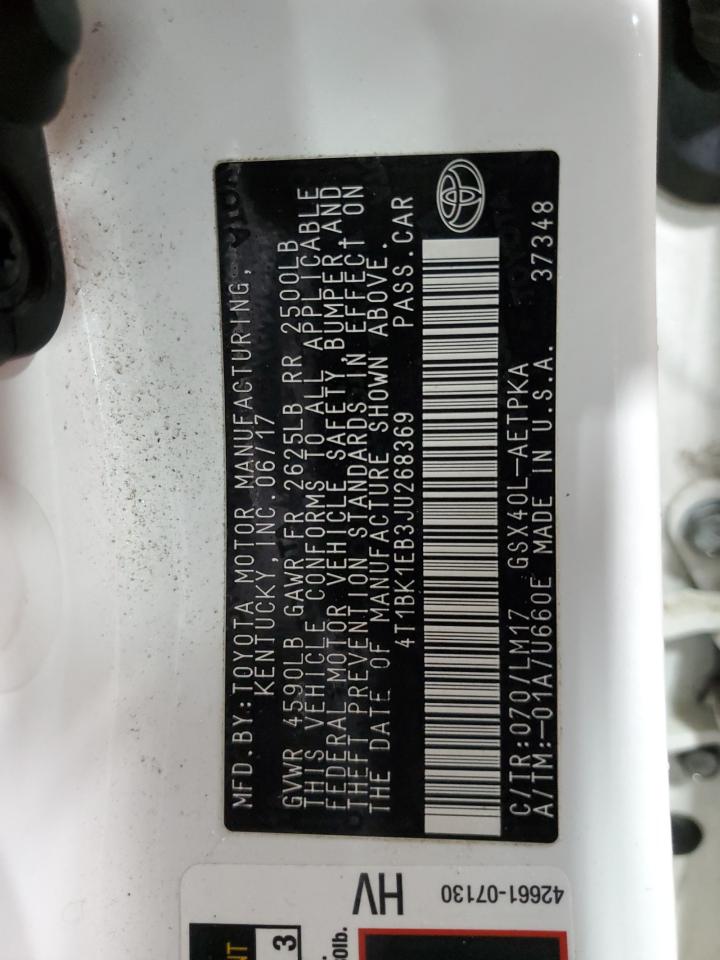 MFD.BY:TOYOTA MOTOR MANUFACTURING,
KENTUCKY, INC. 06/17
GVWR 4590LB GAWR FR 2625LB RR 2500LB
THIS VEHICLE CONFORMS TO ALL APPLICABLE
FEDERAL MOTOR VEHICLE SAFETY, BUMPER, AND
THEFT PREVENTION STANDARDS IN EFFECT ON
THE DATE OF MANUFACTURE SHOWN ABOVE.
4T1BK1EB3JU268369 PASS.CAR
C/TR:070/LM17 GSX40L-AETPKA
A/TM:-01A/U660E MADE IN U.S.A. 37348
HV
42661-07130
3